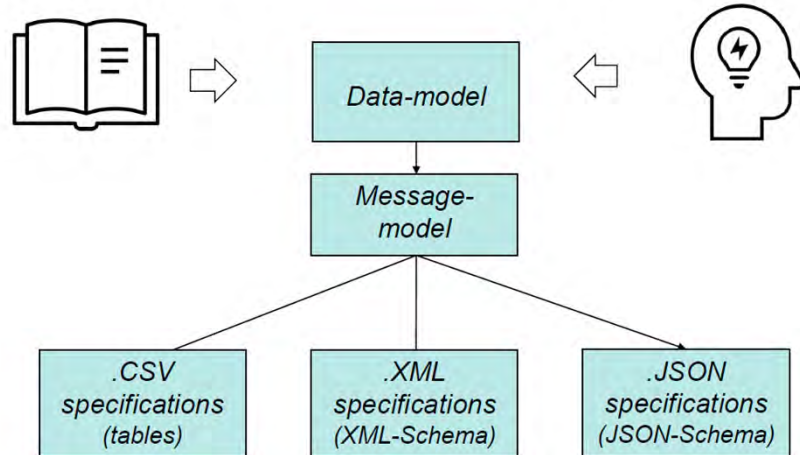 Data-model
Message-
model
.CSV
specifications
(tables)
.XML
specifications
(XML-Schema)
.JSON
specifications
(JSON-Schema)